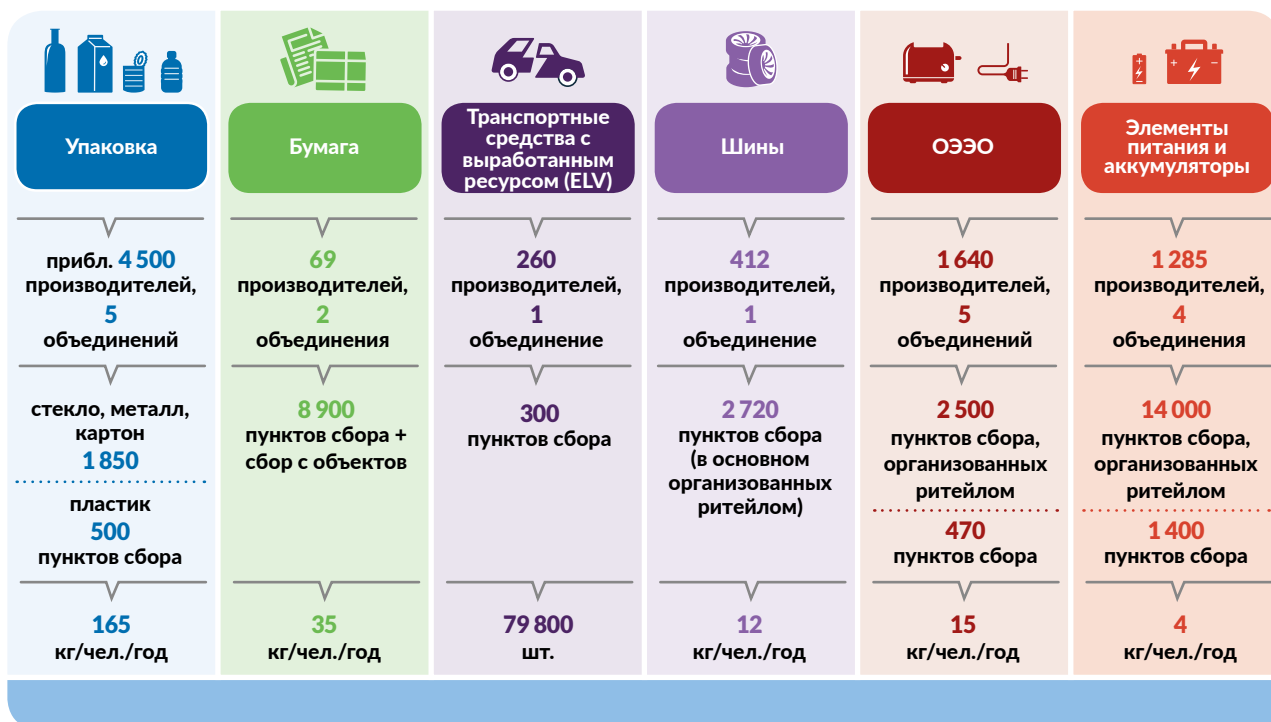 Упаковка
прибл. 4 500
производителей,
5
объединений
стекло, металл,
картон
1 850
пластик
500
пунктов сбора
165
кг/чел./год
Бумага
69
производителей,
2
объединения
8 900
пунктов сбора +
сбор с объектов
35
кг/чел./год
Транспортные
средства с
выработанным
ресурсом (ELV)
260
производителей,
1
объединение
300
пунктов сбора
79 800
шт.
Шины
412
производителей,
1
объединение
2 720
пунктов сбора
(в основном
организованных
ритейлом)
12
кг/чел./год
ОЭЭО
1 640
производителей,
5
объединений
2 500
пунктов сбора,
организованных
ритейлом
470
пунктов сбора
15
кг/чел./год
Элементы
питания и
аккумуляторы
1 285
производителей,
4
объединения
14 000
пунктов сбора,
организованных
ритейлом
1 400
пунктов сбора
4
кг/чел./год